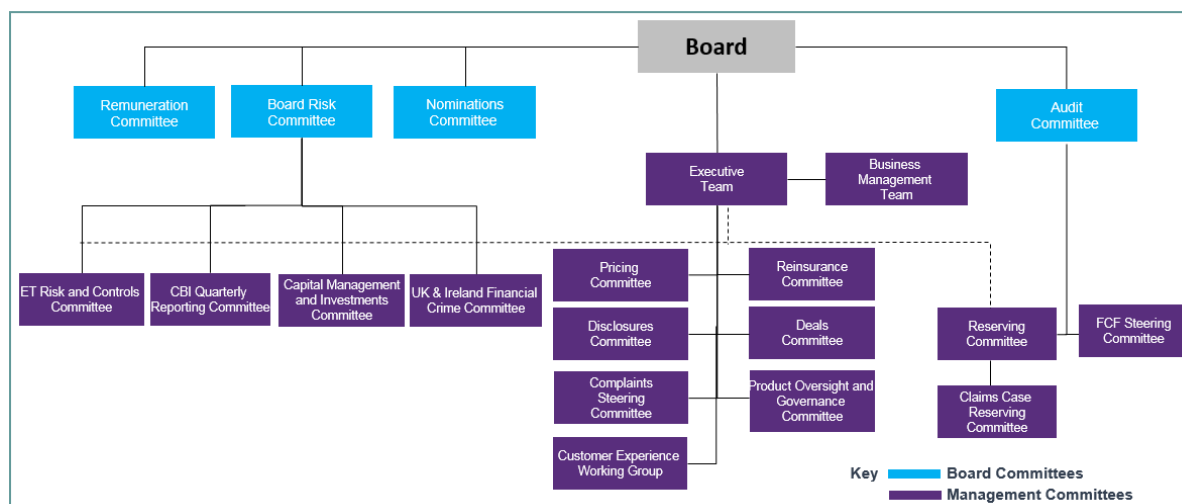 Board
Remuneration
Committee
Board Risk
Committee
Nominations
Committee
Audit
Committee
Executive
Team
Business
Management
Team
ET Risk and Controls
Committee
CBI Quarterly
Reporting Committee
Capital Management
and Investments
Committee
UK & Ireland Financial
Crime Committee
Pricing
Committee
Reinsurance
Committee
Disclosures
Committee
Deals
Committee
Complaints
Steering
Committee
Product Oversight and
Governance
Committee
Customer Experience
Working Group
Reserving
Committee
FCF Steering
Committee
Claims Case
Reserving
Committee
Key
Board Committees
Management Committees